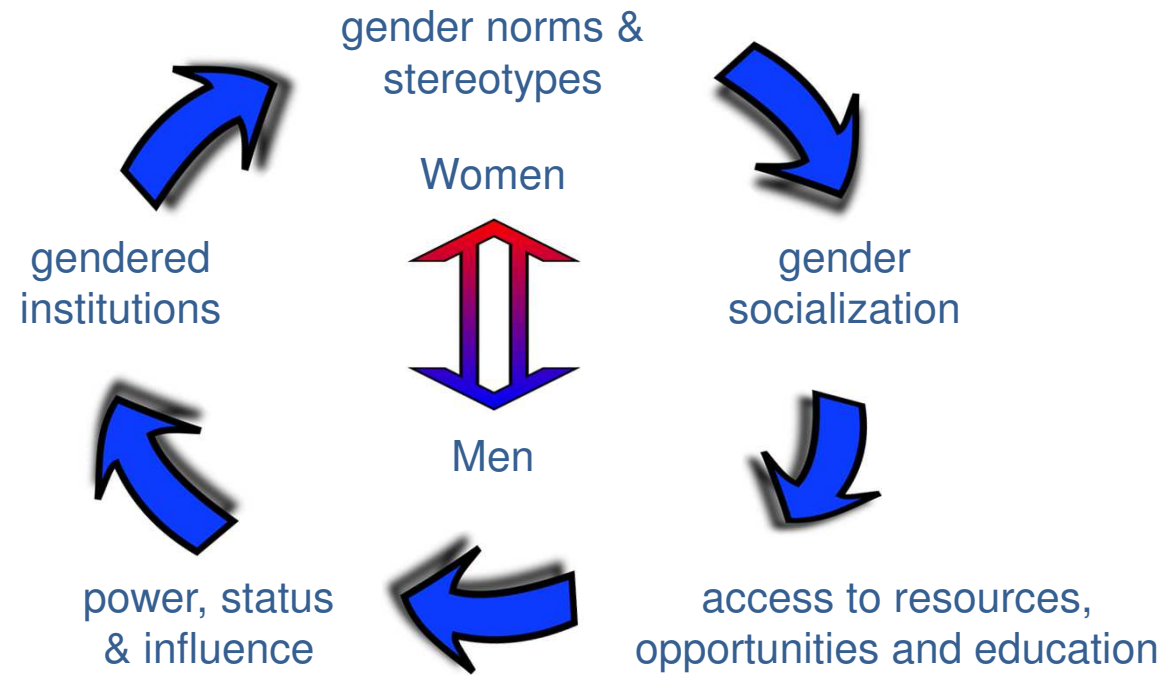 gender norms &
stereotypes
Women
gendered
institutions
gender
socialization
Men
power, status
& influence
access to resources,
opportunities and education